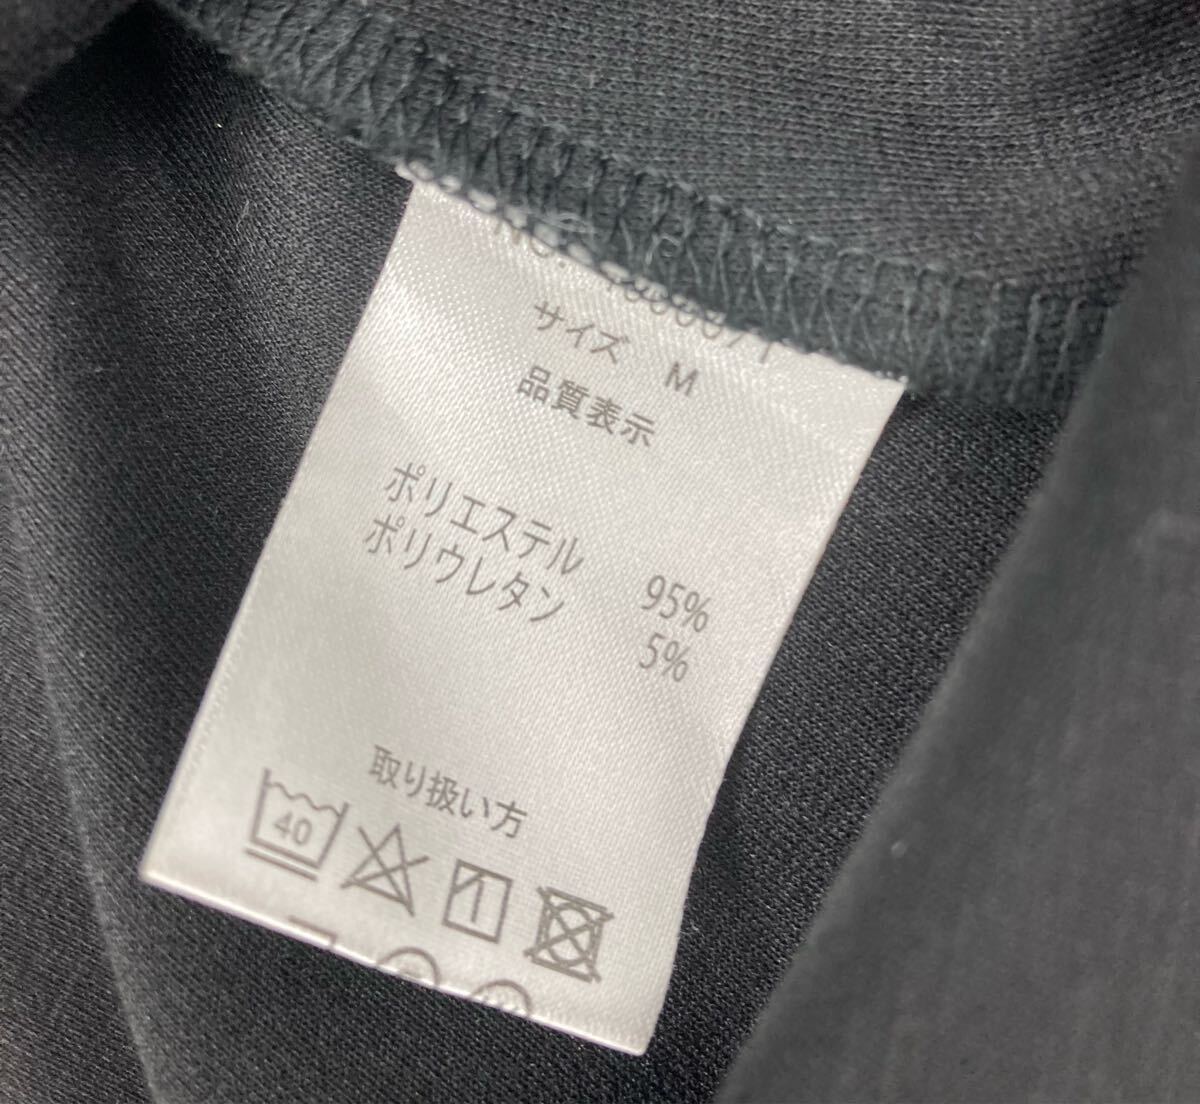 サイズ M
品質表示
ポリエステル 95%
ポリウレタン 5%
取り扱い方
40